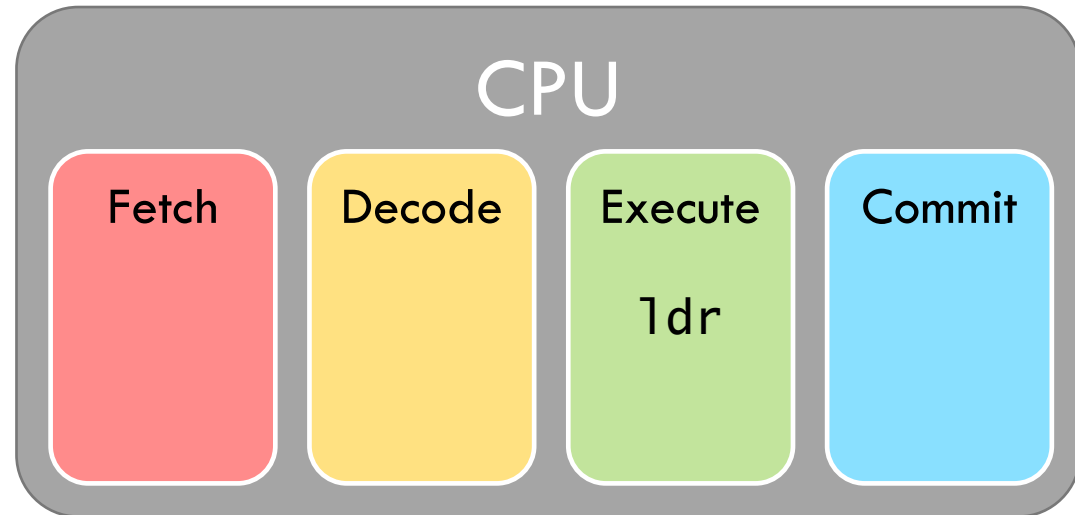 CPU
Fetch
Decode
Execute
Commit
ldr